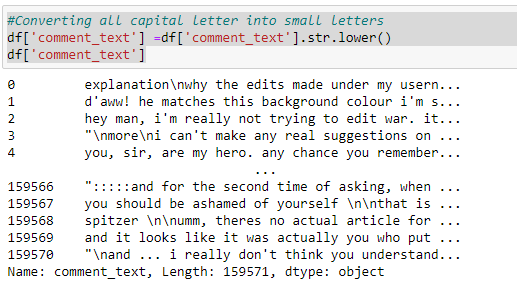 #Converting all capital letter into small letters
df['comment_text'] =df['comment_text'].str.lower()
df['comment_text']
0 explanation\nwhy the edits made under my usern...
1 d'aww! he matches this background colour i'm s...
2 hey man, i'm really not trying to edit war. it...
3 "\nmore\ni can't make any real suggestions on ...
4 you, sir, are my hero. any chance you remember...
...
159566 ":::::and for the second time of asking, when ...
159567 you should be ashamed of yourself \n\nthat is ...
159568 spitzer \n\numm, theres no actual article for ...
159569 and it looks like it was actually you who put ...
159570 "\nand ... i really don't think you understand...
Name: comment_text, Length: 159571, dtype: object